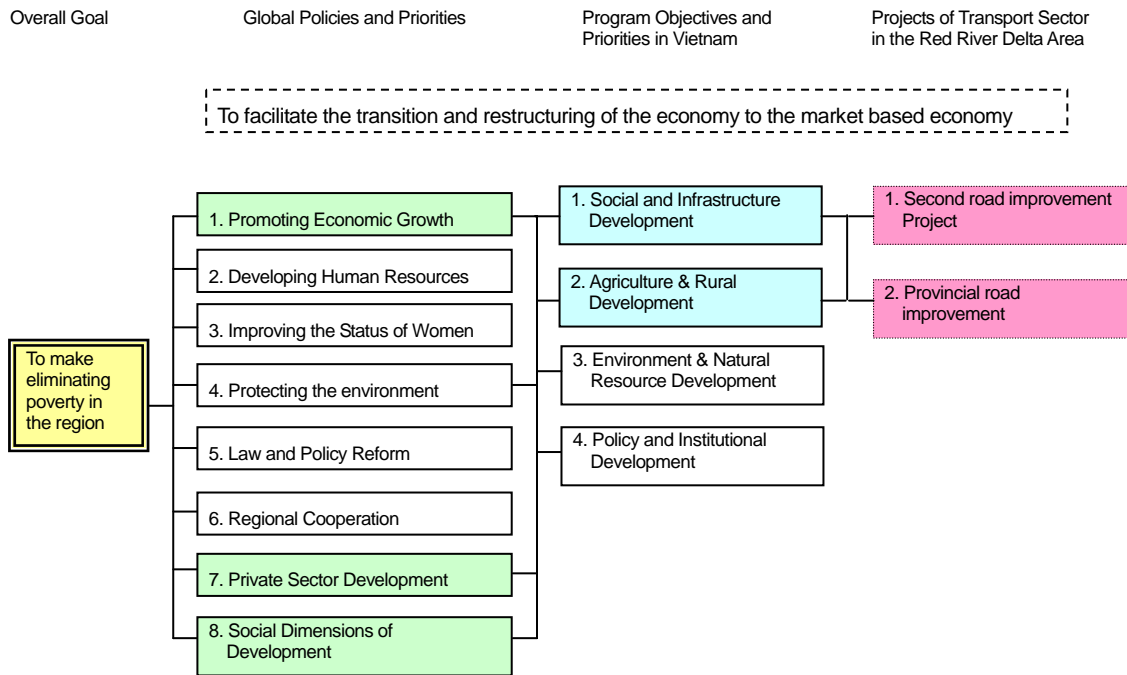 Overall Goal
Global Policies and Priorities
Program Objectives and
Priorities in Vietnam
Projects of Transport Sector
in the Red River Delta Area
To facilitate the transition and restructuring of the economy to the market based economy
To make
eliminating
poverty in
the region
1. Promoting Economic Growth
2. Developing Human Resources
3. Improving the Status of Women
4. Protecting the environment
5. Law and Policy Reform
6. Regional Cooperation
7. Private Sector Development
8. Social Dimensions of
Development
1. Social and Infrastructure
Development
2. Agriculture & Rural
Development
3. Environment & Natural
Resource Development
4. Policy and Institutional
Development
1. Second road improvement
Project
2. Provincial road
improvement